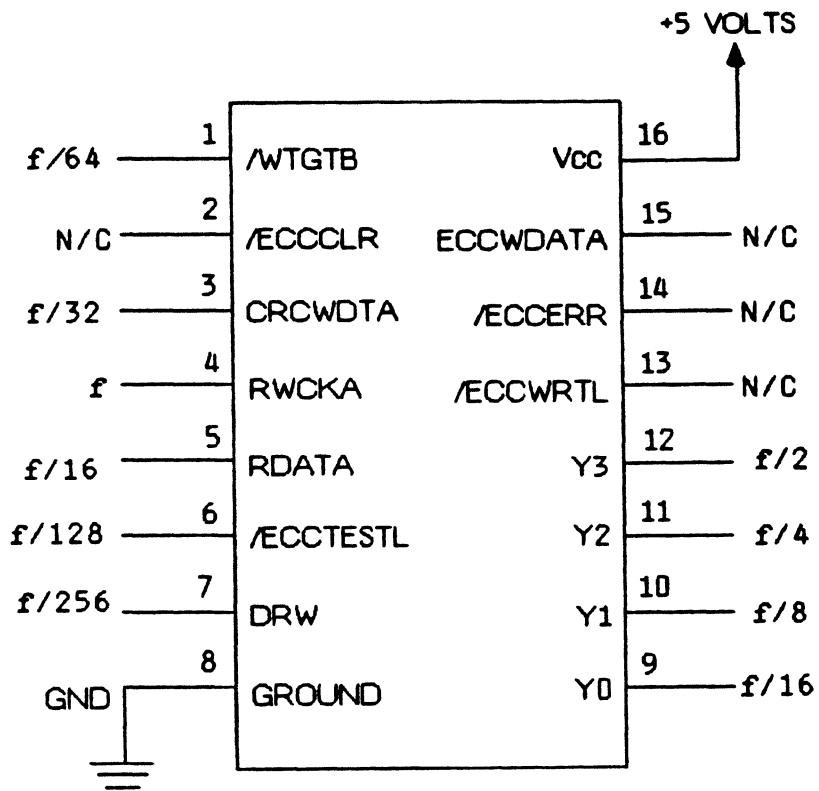 +5 VOLTS
f/64 1 /WTGTB Vcc 16
N/C 2 /ECCCLR ECCWDATA 15 N/C
f/32 3 CRCWDTA /ECCERR 14 N/C
f 4 RWCKA /ECCWRTL 13 N/C
f/16 5 RDATA Y3 12 f/2
f/128 6 /ECCTESTL Y2 11 f/4
f/256 7 DRW Y1 10 f/8
GND 8 GROUND Y0 9 f/16